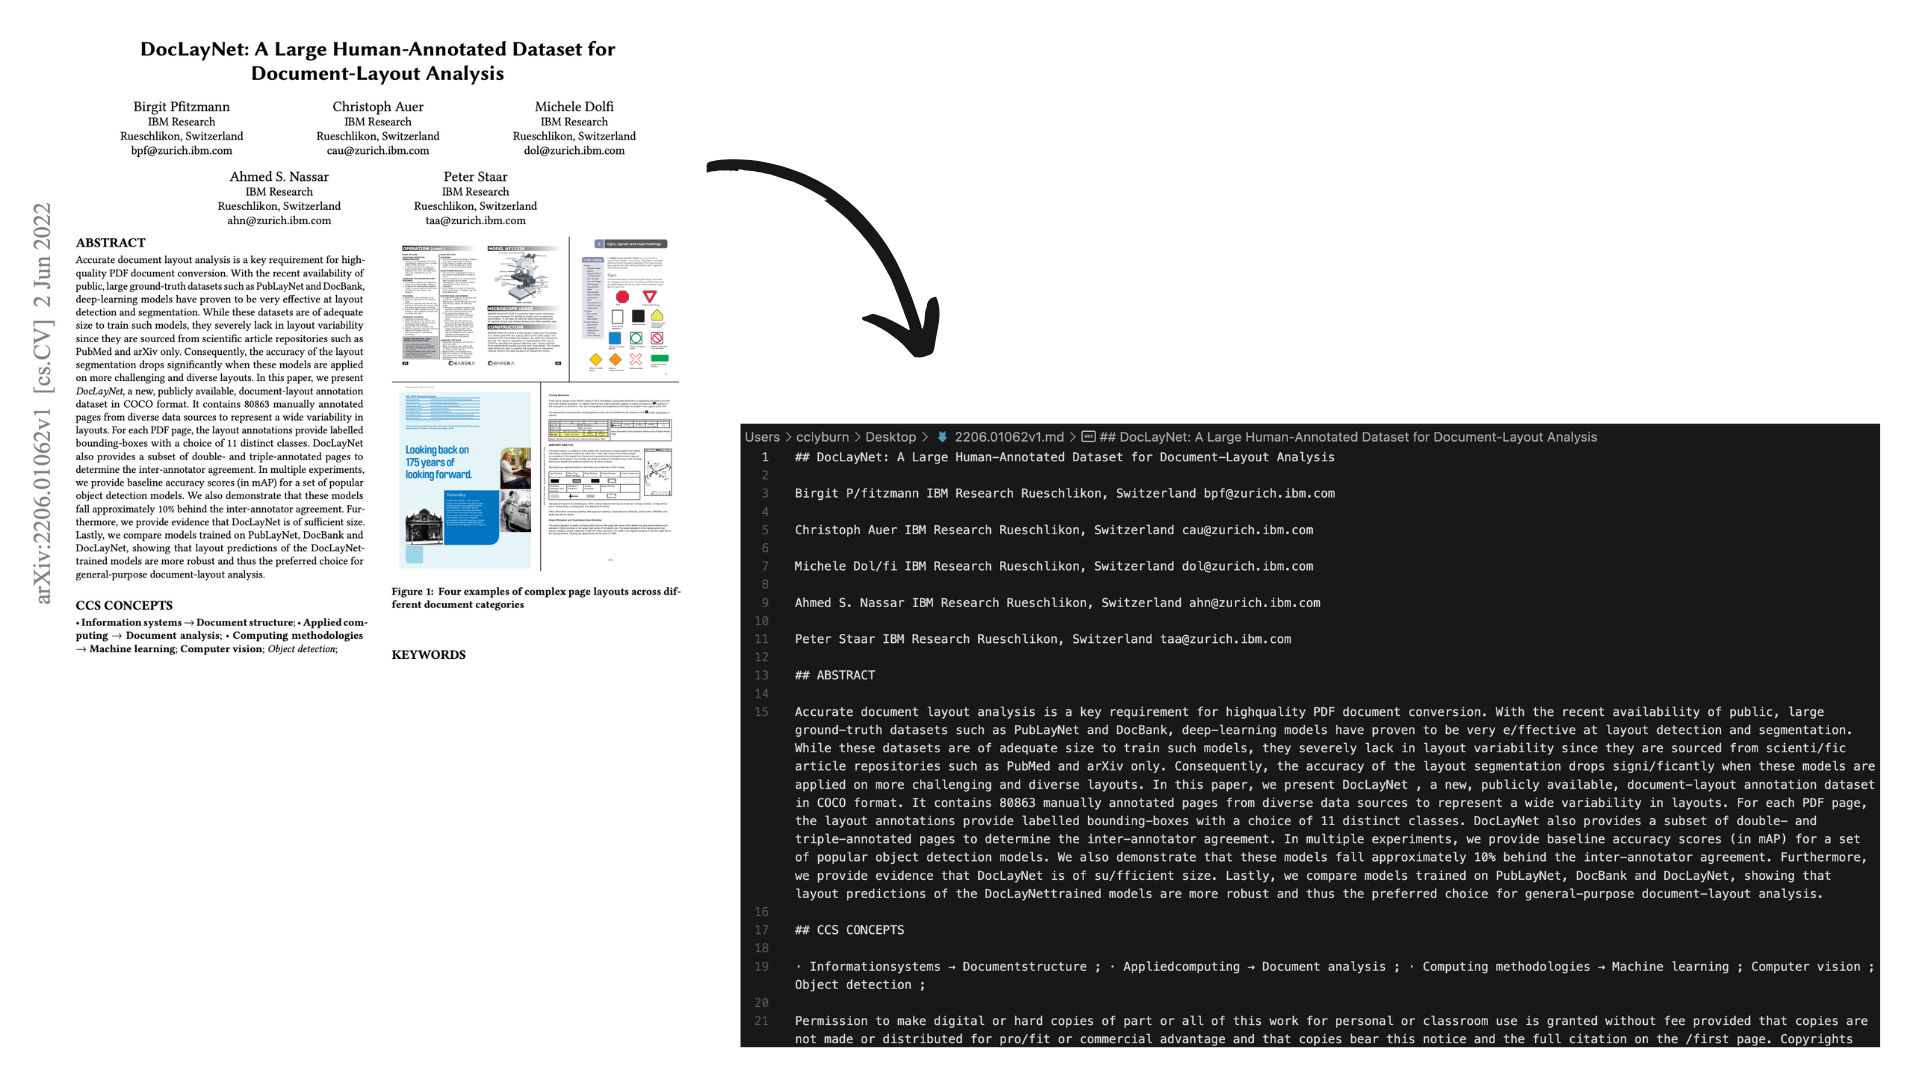 DocLayNet: A Large Human-Annotated Dataset for
Document-Layout Analysis
Birgit Pfitzmann
IBM Research
Rueschlikon, Switzerland
bpf@zurich.ibm.com
Christoph Auer
IBM Research
Rueschlikon, Switzerland
cau@zurich.ibm.com
Michele Dolfi
IBM Research
Rueschlikon, Switzerland
dol@zurich.ibm.com
Ahmed S. Nassar
IBM Research
Rueschlikon, Switzerland
ahn@zurich.ibm.com
Peter Staar
IBM Research
Rueschlikon, Switzerland
taa@zurich.ibm.com
arXiv:2206.01062v1 [cs.CV] 2 Jun 2022
ABSTRACT
Accurate document layout analysis is a key requirement for high-
quality PDF document conversion. With the recent availability of
public, large ground-truth datasets such as PubLayNet and DocBank,
deep-learning models have proven to be very effective at layout
detection and segmentation. While these datasets are of adequate
size to train such models, they severely lack in layout variability
since they are sourced from scientific article repositories such as
PubMed and arXiv only. Consequently, the accuracy of the layout
segmentation drops significantly when these models are applied
on more challenging and diverse layouts. In this paper, we present
DocLayNet, a new, publicly available, document-layout annotation
dataset in COCO format. It contains 80863 manually annotated
pages from diverse data sources to represent a wide variability in
layouts. For each PDF page, the layout annotations provide labelled
bounding-boxes with a choice of 11 distinct classes. DocLayNet
also provides a subset of double- and triple-annotated pages to
determine the inter-annotator agreement. In multiple experiments,
we provide baseline accuracy scores (in mAP) for a set of popular
object detection models. We also demonstrate that these models
fall approximately 10% behind the inter-annotator agreement. Fur-
thermore, we provide evidence that DocLayNet is of sufficient size.
Lastly, we compare models trained on PubLayNet, DocBank and
DocLayNet, showing that layout predictions of the DocLayNet-
trained models are more robust and thus the preferred choice for
general-purpose document-layout analysis.
CCS CONCEPTS
• Information systems → Document structure; • Applied com-
puting → Document analysis; • Computing methodologies
→ Machine learning; Computer vision; Object detection;
OPERATION (cont.)
MODEL AY11236
MICROSCOPE USAGE
CONSTRUCTION
BARSKA
BARSKA
signs, signals and road markings
Looking back on
175 years of
looking forward.
Yesterday
Figure 1: Four examples of complex page layouts across dif-
ferent document categories
KEYWORDS
Users > cclyburn > Desktop > 2206.01062v1.md > abc ## DocLayNet: A Large Human-Annotated Dataset for Document-Layout Analysis
1 ## DocLayNet: A Large Human-Annotated Dataset for Document-Layout Analysis
2
3 Birgit P/fitzmann IBM Research Rueschlikon, Switzerland bpf@zurich.ibm.com
4
5 Christoph Auer IBM Research Rueschlikon, Switzerland cau@zurich.ibm.com
6
7 Michele Dol/fi IBM Research Rueschlikon, Switzerland dol@zurich.ibm.com
8
9 Ahmed S. Nassar IBM Research Rueschlikon, Switzerland ahn@zurich.ibm.com
10
11 Peter Staar IBM Research Rueschlikon, Switzerland taa@zurich.ibm.com
12
13 ## ABSTRACT
14
15 Accurate document layout analysis is a key requirement for highquality PDF document conversion. With the recent availability of public, large
ground-truth datasets such as PubLayNet and DocBank, deep-learning models have proven to be very e/ffective at layout detection and segmentation.
While these datasets are of adequate size to train such models, they severely lack in layout variability since they are sourced from scienti/fic
article repositories such as PubMed and arXiv only. Consequently, the accuracy of the layout segmentation drops signi/ficantly when these models are
applied on more challenging and diverse layouts. In this paper, we present DocLayNet , a new, publicly available, document-layout annotation dataset
in COCO format. It contains 80863 manually annotated pages from diverse data sources to represent a wide variability in layouts. For each PDF page,
the layout annotations provide labelled bounding-boxes with a choice of 11 distinct classes. DocLayNet also provides a subset of double- and
triple-annotated pages to determine the inter-annotator agreement. In multiple experiments, we provide baseline accuracy scores (in mAP) for a set
of popular object detection models. We also demonstrate that these models fall approximately 10% behind the inter-annotator agreement. Furthermore,
we provide evidence that DocLayNet is of su/fficient size. Lastly, we compare models trained on PubLayNet, DocBank and DocLayNet, showing that
layout predictions of the DocLayNettrained models are more robust and thus the preferred choice for general-purpose document-layout analysis.
16
17 ## CCS CONCEPTS
18
19 · Informationsystems → Documentstructure ; · Appliedcomputing → Document analysis ; · Computing methodologies → Machine learning ; Computer vision ;
Object detection ;
20
21 Permission to make digital or hard copies of part or all of this work for personal or classroom use is granted without fee provided that copies are
not made or distributed for pro/fit or commercial advantage and that copies bear this notice and the full citation on the /first page. Copyrights